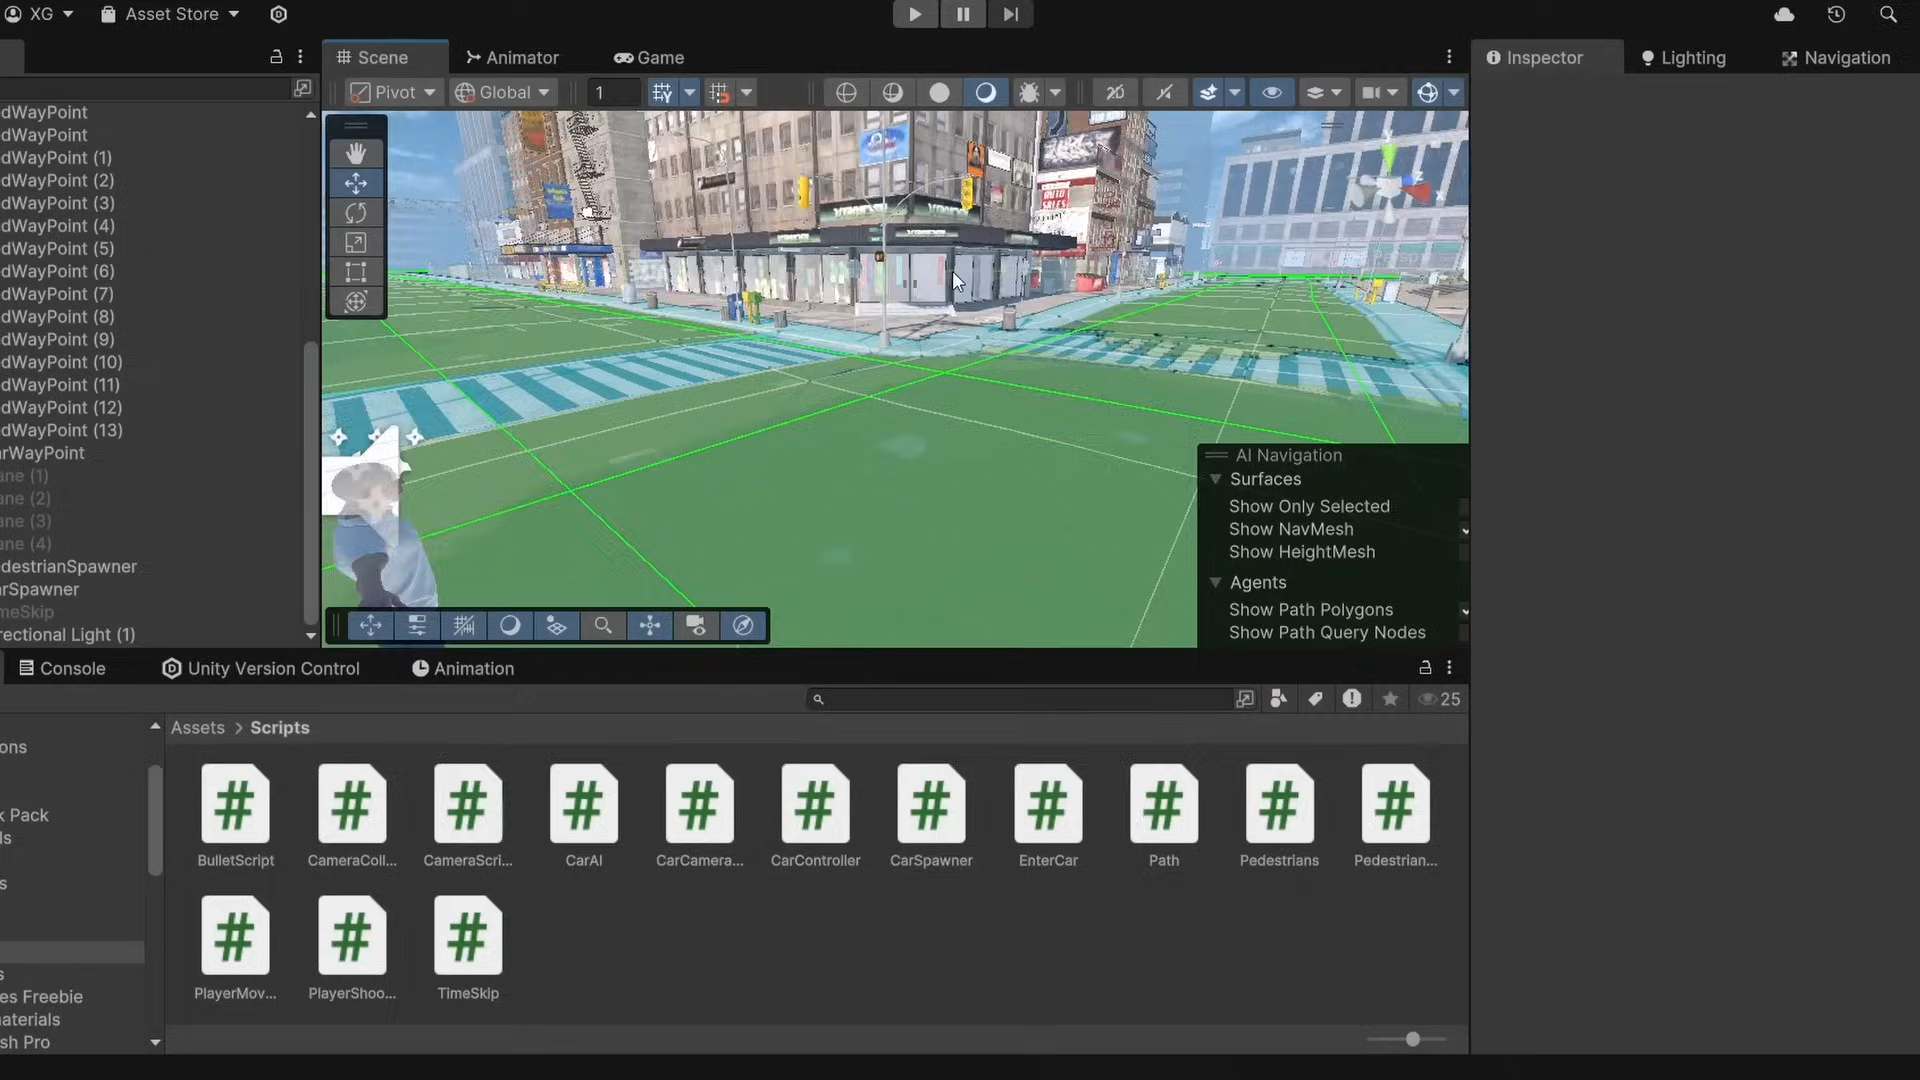 XG
Asset Store
Scene
Animator
Game
Inspector
Lighting
Navigation
Pivot
Global
1
2D
dWayPoint
dWayPoint
dWayPoint (1)
dWayPoint (2)
dWayPoint (3)
dWayPoint (4)
dWayPoint (5)
dWayPoint (6)
dWayPoint (7)
dWayPoint (8)
dWayPoint (9)
dWayPoint (10)
dWayPoint (11)
dWayPoint (12)
dWayPoint (13)
arWayPoint
ane (1)
ane (2)
ane (3)
ane (4)
destrianSpawner
arSpawner
meSkip
rectional Light (1)
AI Navigation
Surfaces
Show Only Selected
Show NavMesh
Show HeightMesh
Agents
Show Path Polygons
Show Path Query Nodes
Console
Unity Version Control
Animation
25
ons
k Pack
ls
s
s
es Freebie
aterials
sh Pro
Assets > Scripts
BulletScript
CameraColl...
CameraScri...
CarAI
CarCamera...
CarController
CarSpawner
EnterCar
Path
Pedestrians
Pedestrian...
PlayerMov...
PlayerShoo...
TimeSkip